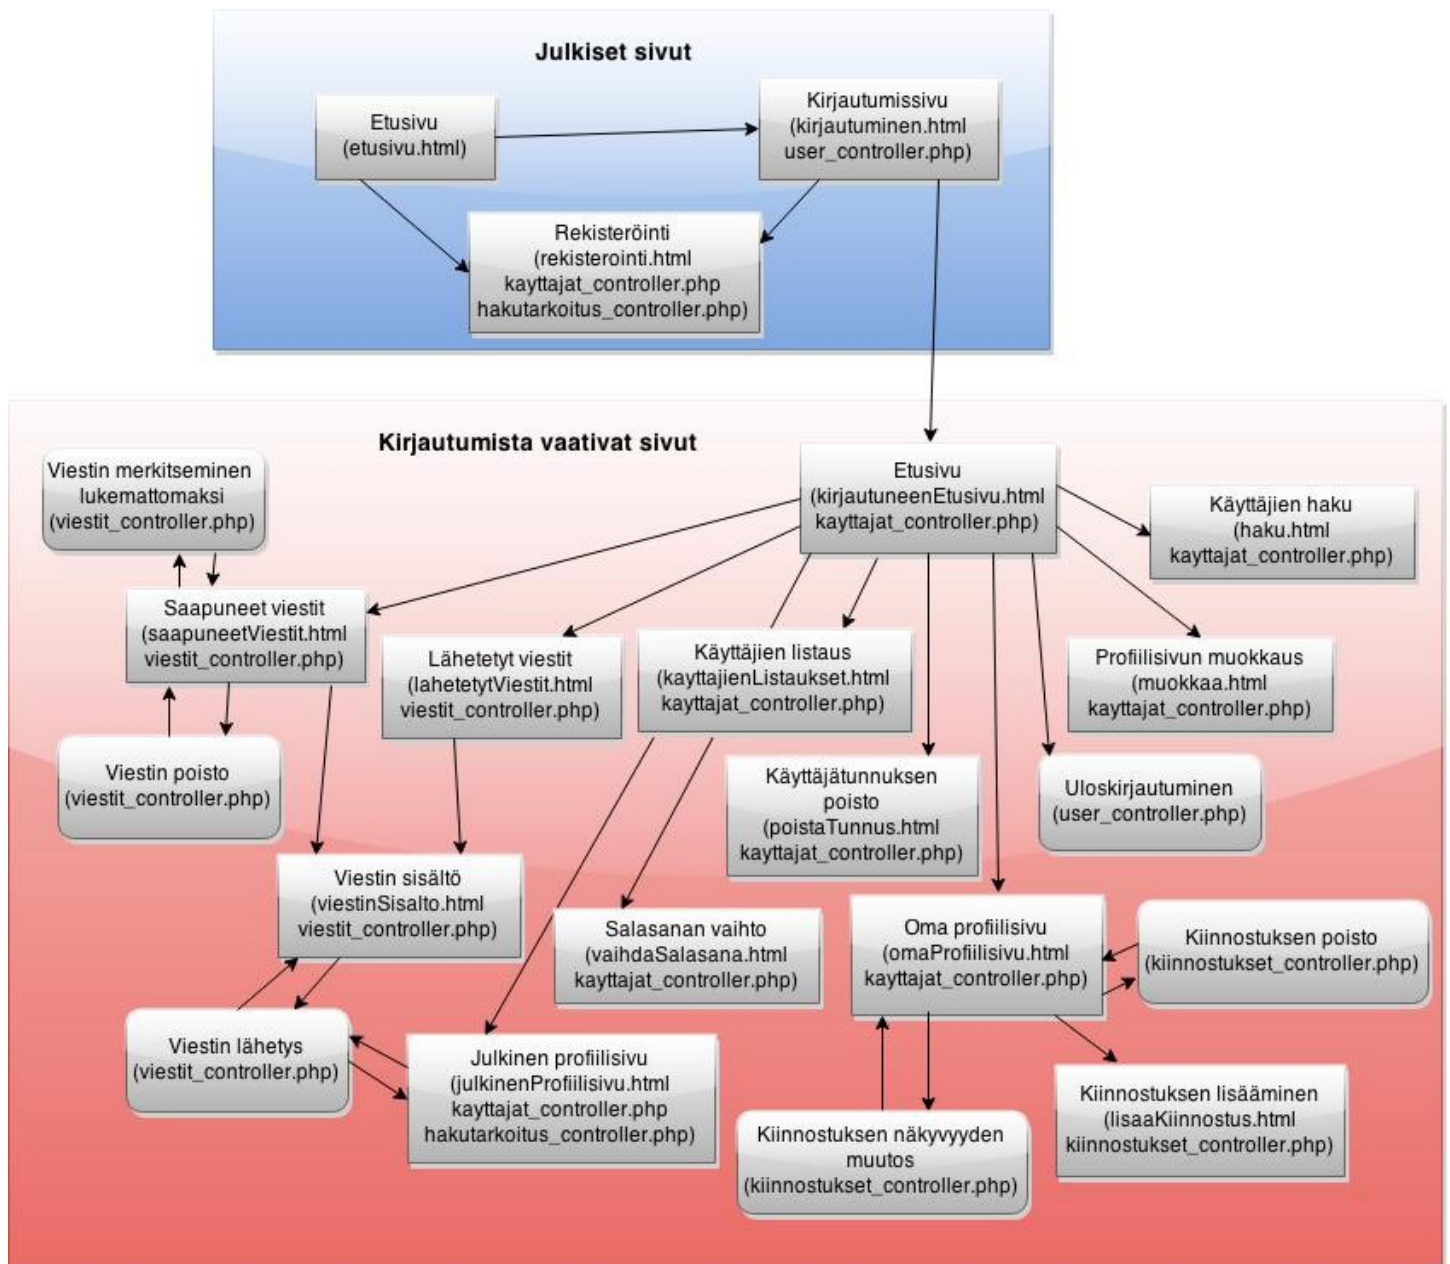 Julkiset sivut
Etusivu
(etusivu.html)
Kirjautumissivu
(kirjautuminen.html
user_controller.php)
Rekisteröinti
(rekisterointi.html
kayttajat_controller.php
hakutarkoitus_controller.php)
Kirjautumista vaativat sivut
Viestin merkitseminen
lukemattomaksi
(viestit_controller.php)
Etusivu
(kirjautuneenEtusivu.html
kayttajat_controller.php)
Käyttäjien haku
(haku.html
kayttajat_controller.php)
Saapuneet viestit
(saapuneetViestit.html
viestit_controller.php)
Lähetetyt viestit
(lahetetytViestit.html
viestit_controller.php)
Käyttäjien listaus
(kayttajienListaukset.html
kayttajat_controller.php)
Profiilisivun muokkaus
(muokkaa.html
kayttajat_controller.php)
Viestin poisto
(viestit_controller.php)
Käyttäjätunnuksen
poisto
(poistaTunnus.html
kayttajat_controller.php)
Uloskirjautuminen
(user_controller.php)
Viestin sisältö
(viestinSisalto.html
viestit_controller.php)
Salasanan vaihto
(vaihdaSalasana.html
kayttajat_controller.php)
Oma profiilisivu
(omaProfiilisivu.html
kayttajat_controller.php)
Kiinnostuksen poisto
(kiinnostukset_controller.php)
Viestin lähetys
(viestit_controller.php)
Julkinen profiilisivu
(julkinenProfiilisivu.html
kayttajat_controller.php
hakutarkoitus_controller.php)
Kiinnostuksen näkyvyyden
muutos
(kiinnostukset_controller.php)
Kiinnostuksen lisääminen
(lisaaKiinnostus.html
kiinnostukset_controller.php)